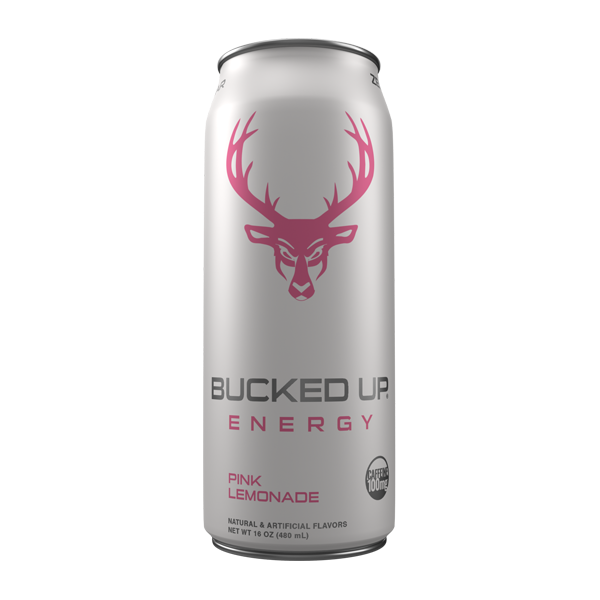 BUCKED UP.
ENERGY
PINK
LEMONADE
CAFFEINE
100mg
NATURAL & ARTIFICIAL FLAVORS
NET WT 16 OZ (480 mL)